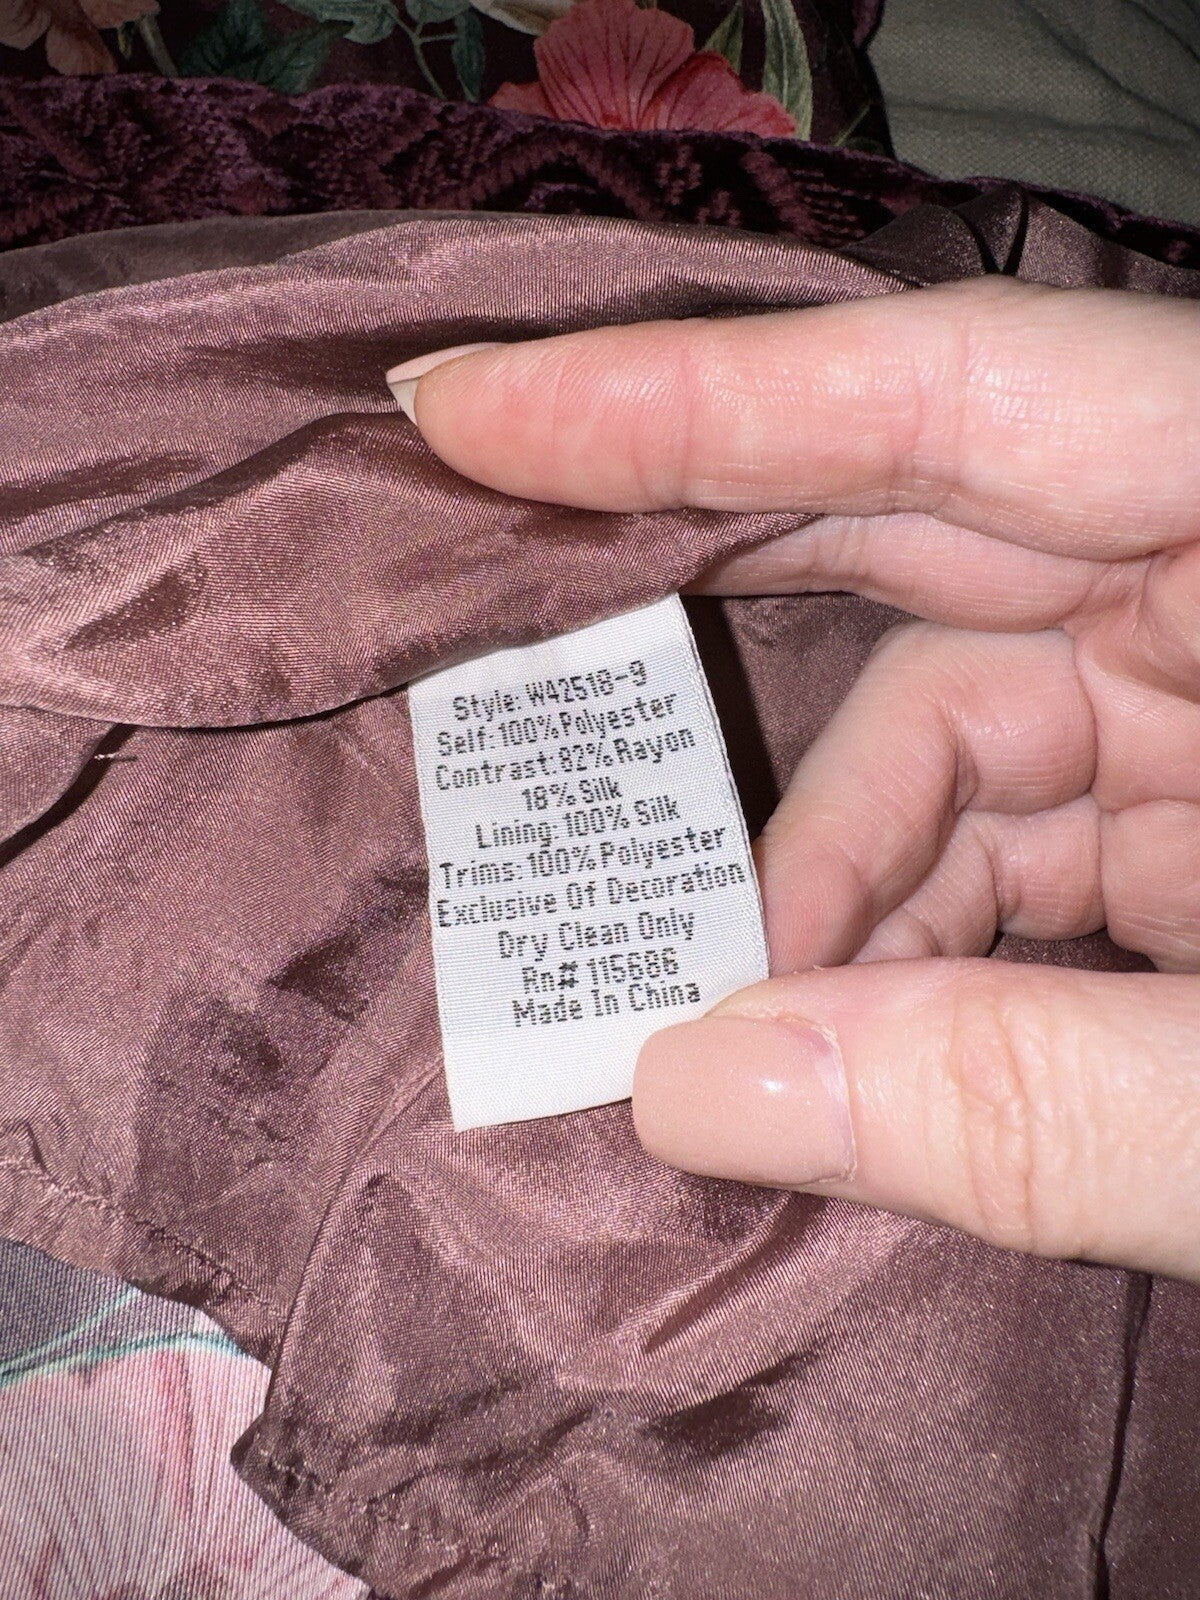 Style: W42518-9
Self: 100% Polyester
Contrast: 82% Rayon
18% Silk
Lining: 100% Silk
Trims: 100% Polyester
Exclusive Of Decoration
Dry Clean Only
Rn# 115686
Made In China